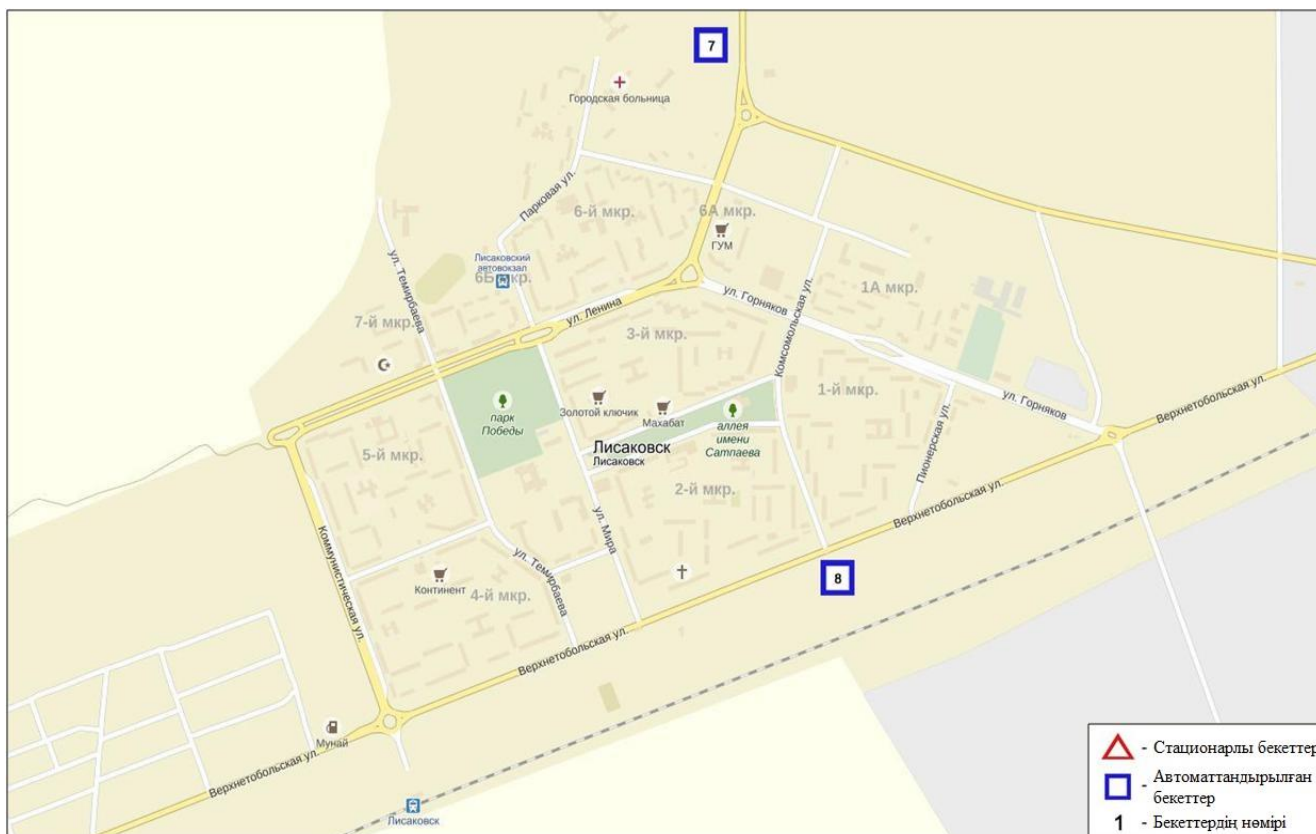 7
Городская больница
Парковая ул.
6-й мкр.
6А мкр.
ГУМ
ул. Темирбаева
Лисаковский
автовокзал
6Б мкр.
ул. Горняков
Комсомольская ул.
1А мкр.
7-й мкр.
ул. Ленина
3-й мкр.
парк
Победы
Золотой ключик
Махабат
аллея
имени
Сатпаева
1-й мкр.
ул. Горняков
Верхнетобольская ул.
Пионерская ул.
5-й мкр.
Лисаковск
Лисаковск
2-й мкр.
Верхнетобольская ул.
Коммунистическая ул.
ул. Мира
ул. Темирбаева
Континент
4-й мкр.
8
Верхнетобольская ул.
Мунай
Верхнетобольская ул.
Лисаковск
- Стационарлы бекеттер
- Автоматтандырылған
бекеттер
1 - Бекеттердің нөмірі